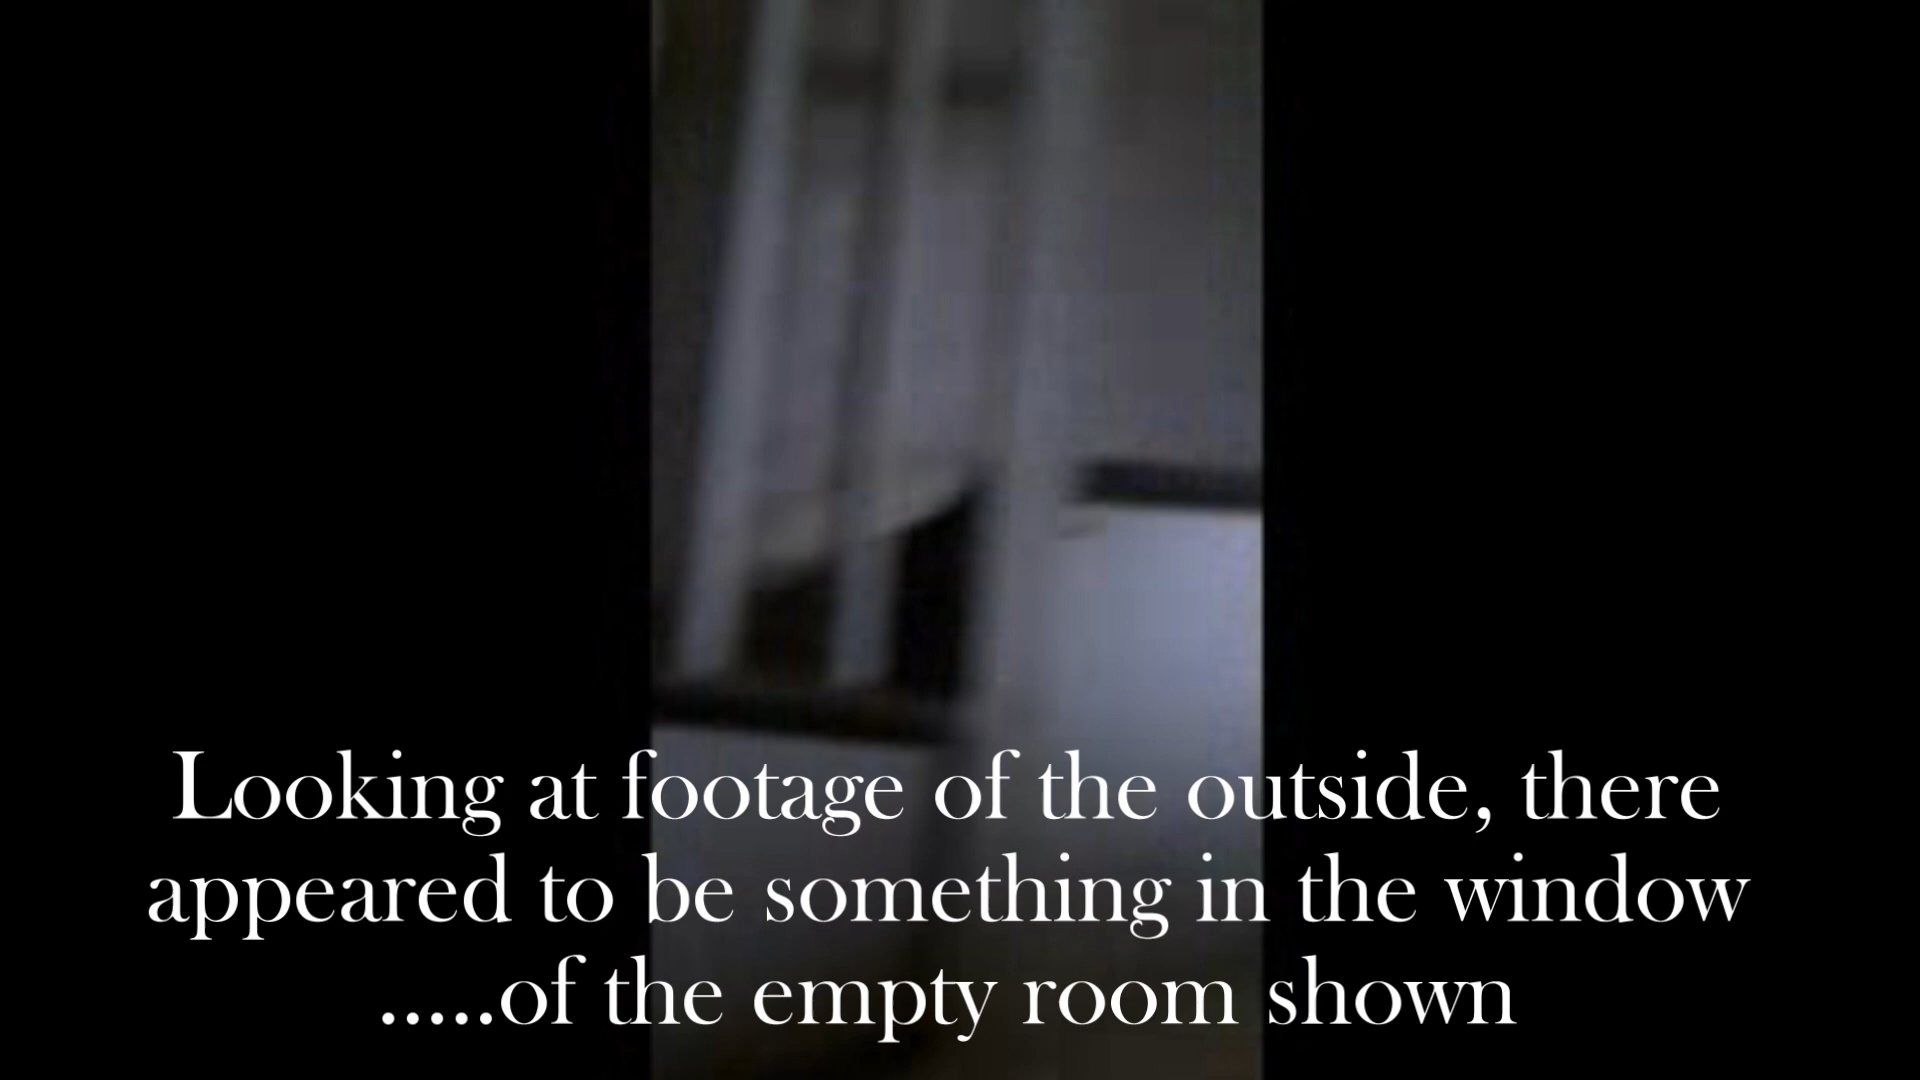 Looking at footage of the outside, there
appeared to be something in the window
.....of the empty room shown